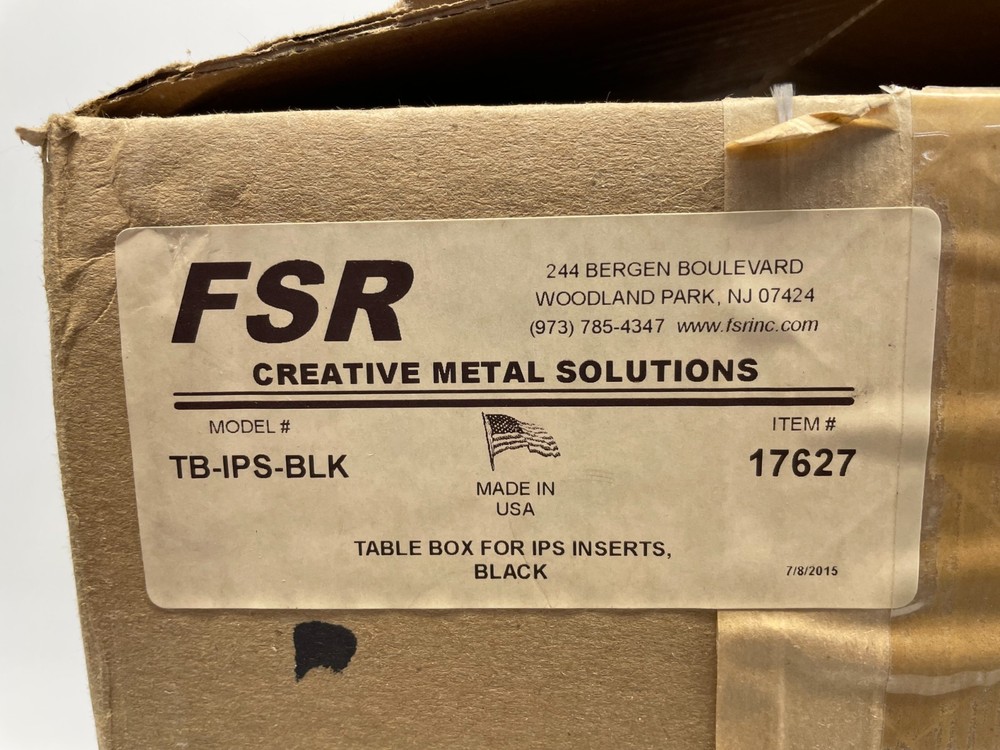 FSR
244 BERGEN BOULEVARD
WOODLAND PARK, NJ 07424
(973) 785-4347 www.fsrinc.com
CREATIVE METAL SOLUTIONS
MODEL #
ITEM #
TB-IPS-BLK
17627
MADE IN
USA
TABLE BOX FOR IPS INSERTS,
BLACK
7/8/2015